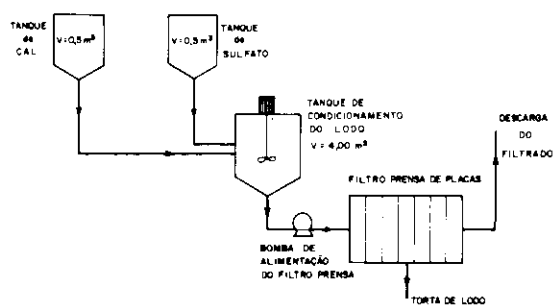 TANQUE
de
CAL
V=0,5 m³
TANQUE
de
SULFATO
V=0,5 m³
TANQUE DE
CONDICIONAMENTO
DO LODO
V = 4,00 m³
DESCARGA
DO
FILTRADO
FILTRO PRENSA DE PLACAS
BOMBA DE
ALIMENTAÇÃO
DO FILTRO PRENSA
TORTA DE LODO